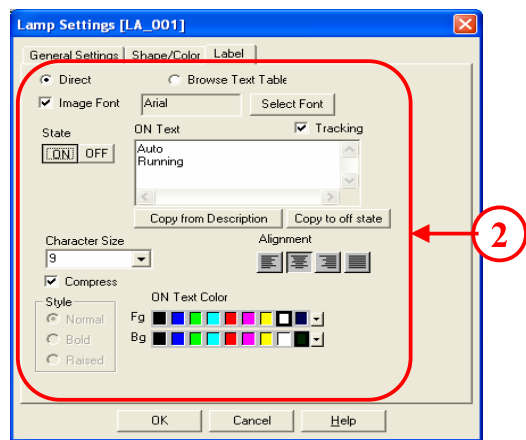 Lamp Settings [LA_001]
General Settings Shape/Color Label
Direct Browse Text Table
Image Font Arial Select Font
State ON Text Tracking
ON OFF
Auto
Running
Copy from Description Copy to off state
Character Size Alignment
9
Compress
Style ON Text Color
Normal Fg
Bold Bg
Raised
2
OK Cancel Help